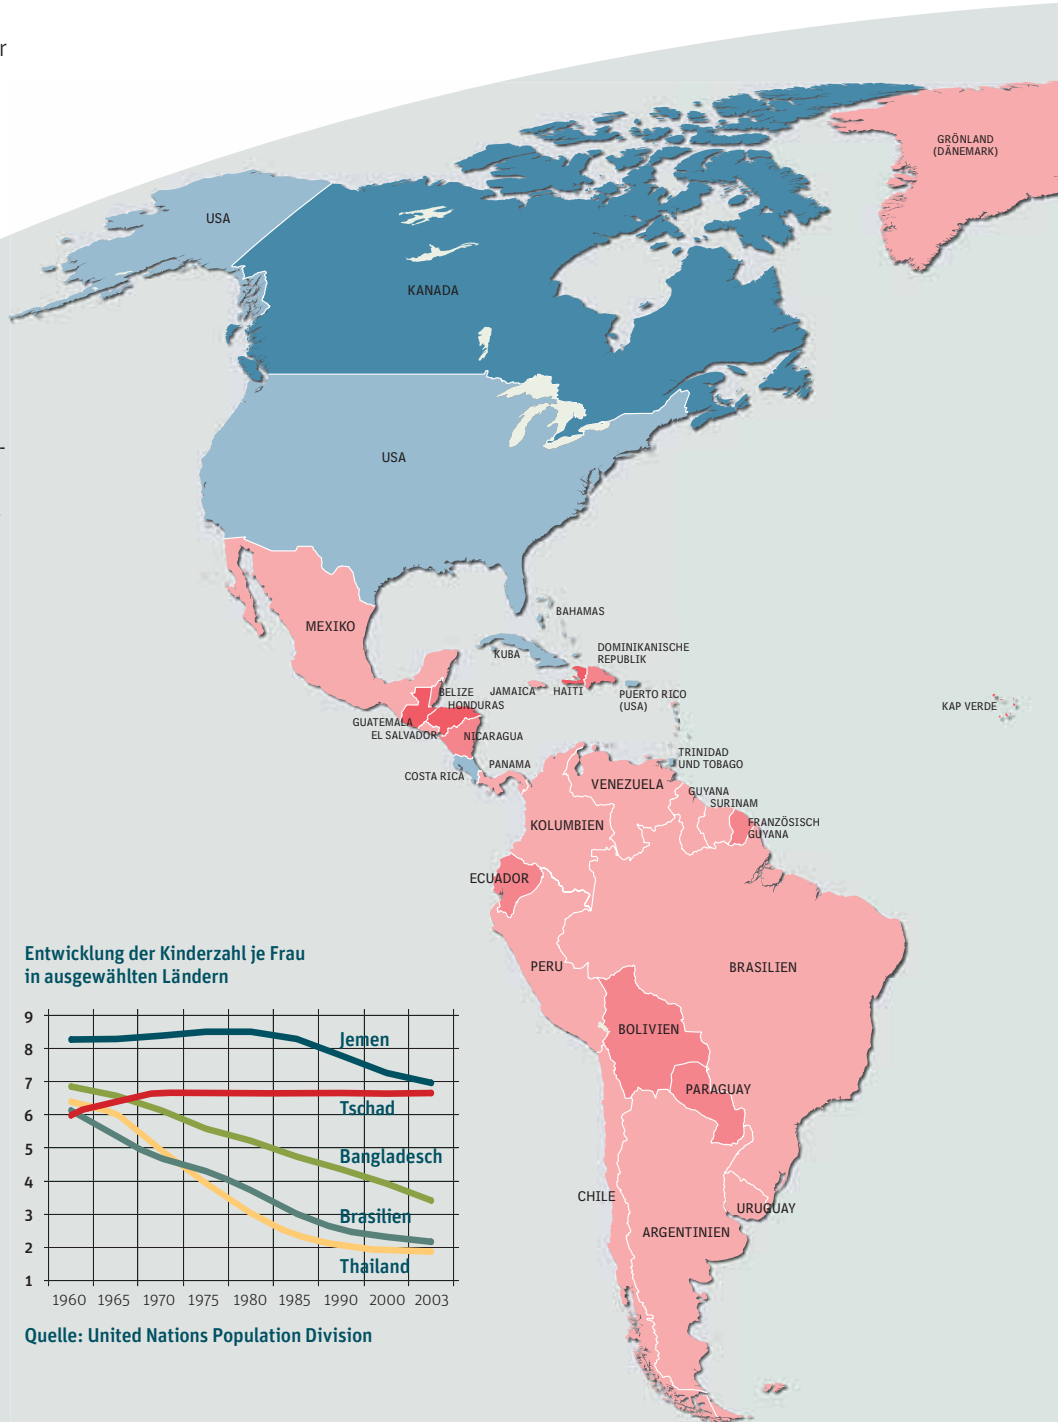 r
GRÖNLAND
(DÄNEMARK)
USA
KANADA
-
USA
BAHAMAS
MEXIKO
KUBA
DOMINIKANISCHE
REPUBLIK
BELIZE
JAMAICA
HAITI
PUERTO RICO
(USA)
HONDURAS
KAP VERDE
GUATEMALA
EL SALVADOR
NICARAGUA
TRINIDAD
UND TOBAGO
PANAMA
COSTA RICA
VENEZUELA
GUYANA
SURINAM
KOLUMBIEN
FRANZÖSISCH
GUYANA
ECUADOR
PERU
BRASILIEN
BOLIVIEN
PARAGUAY
CHILE
URUGUAY
ARGENTINIEN
Entwicklung der Kinderzahl je Frau
in ausgewählten Ländern
9
8
7
6
5
4
3
2
1
Jemen
Tschad
Bangladesch
Brasilien
Thailand
1960 1965 1970 1975 1980 1985 1990 2000 2003
Quelle: United Nations Population Division